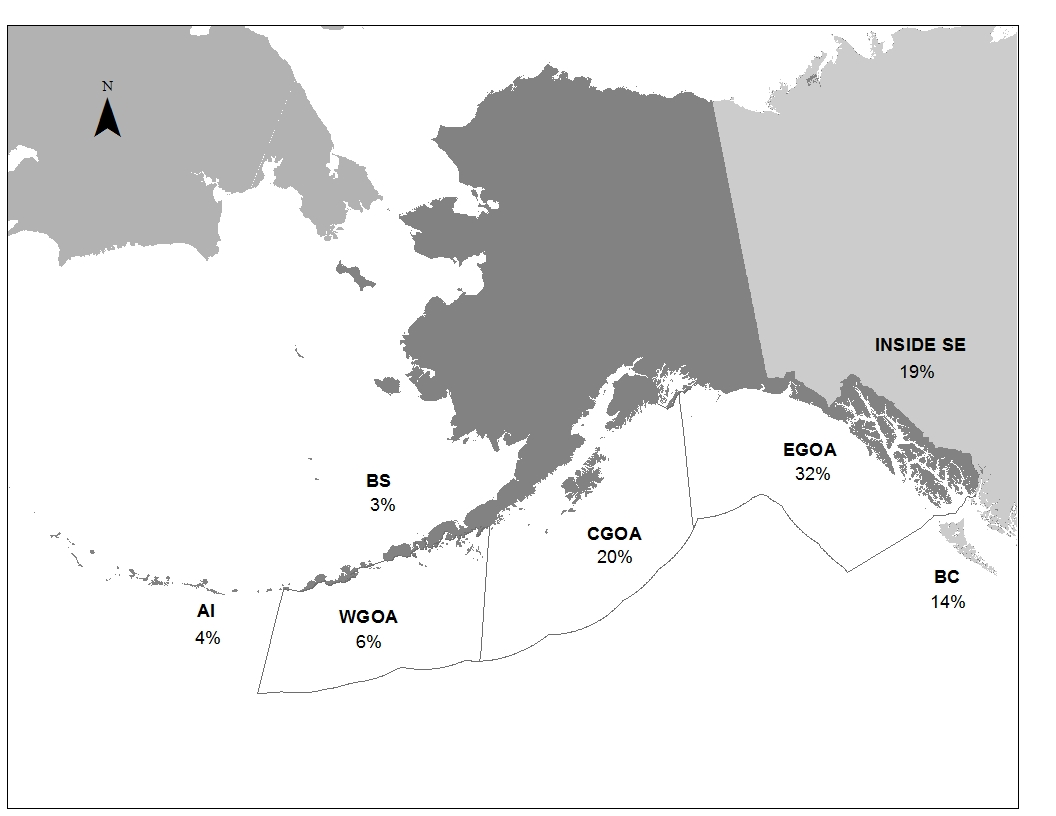 N
INSIDE SE
19%
EGOA
32%
BS
3%
CGOA
20%
BC
14%
AI
4%
WGOA
6%